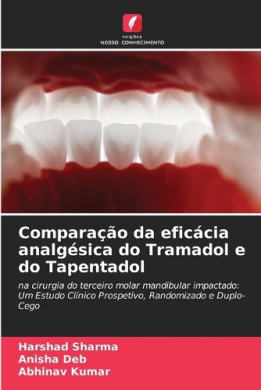 edições
NOSSO CONHECIMENTO
Comparação da eficácia
analgésica do Tramadol e
do Tapentadol
na cirurgia do terceiro molar mandibular impactado:
Um Estudo Clínico Prospetivo, Randomizado e Duplo-
Cego
Harshad Sharma
Anisha Deb
Abhinav Kumar